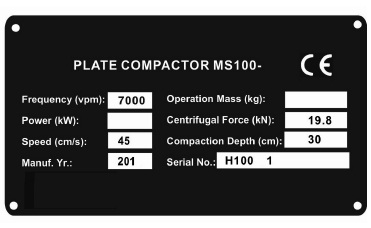 PLATE COMPACTOR MS100- CE
Frequency (vpm): 7000 Operation Mass (kg):
Power (kW): Centrifugal Force (kN): 19.8
Speed (cm/s): 45 Compaction Depth (cm): 30
Manuf. Yr.: 201 Serial No.: H100 1